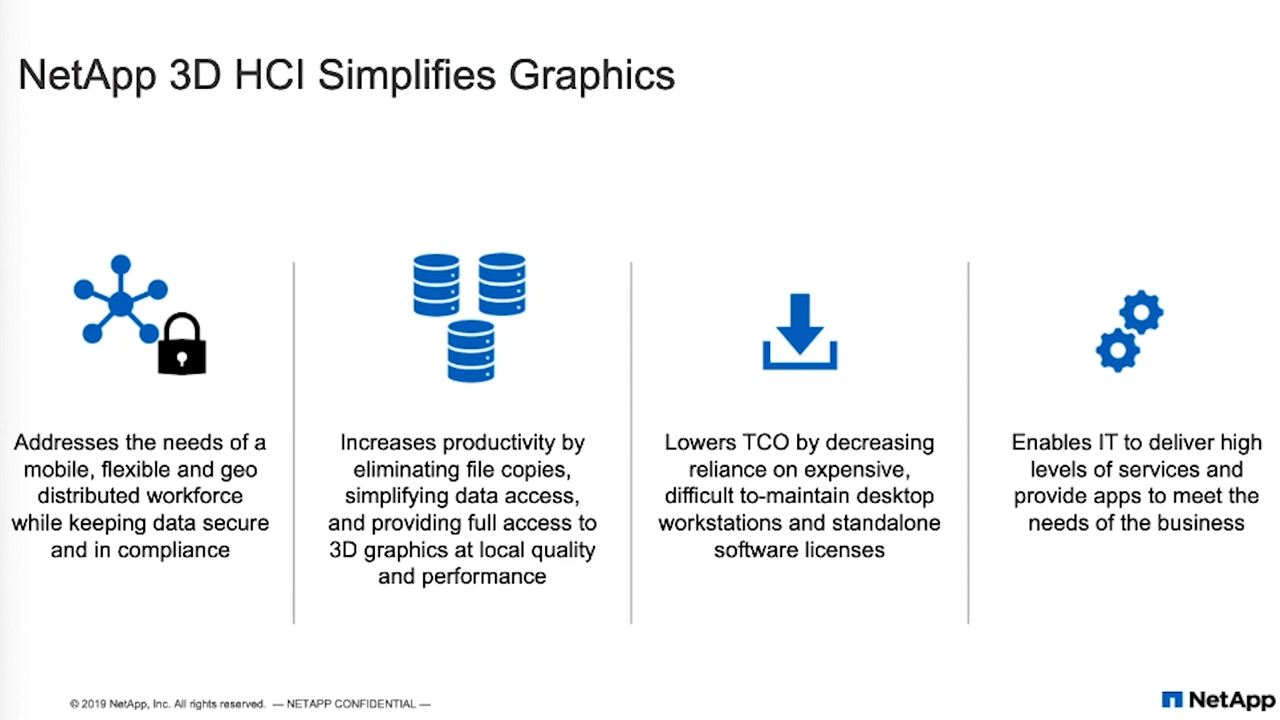 NetApp 3D HCI Simplifies Graphics
Addresses the needs of a
mobile, flexible and geo
distributed workforce
while keeping data secure
and in compliance
Increases productivity by
eliminating file copies,
simplifying data access,
and providing full access to
3D graphics at local quality
and performance
Lowers TCO by decreasing
reliance on expensive,
difficult to-maintain desktop
workstations and standalone
software licenses
Enables IT to deliver high
levels of services and
provide apps to meet the
needs of the business
© 2019 NetApp, Inc. All rights reserved. — NETAPP CONFIDENTIAL —
NetApp